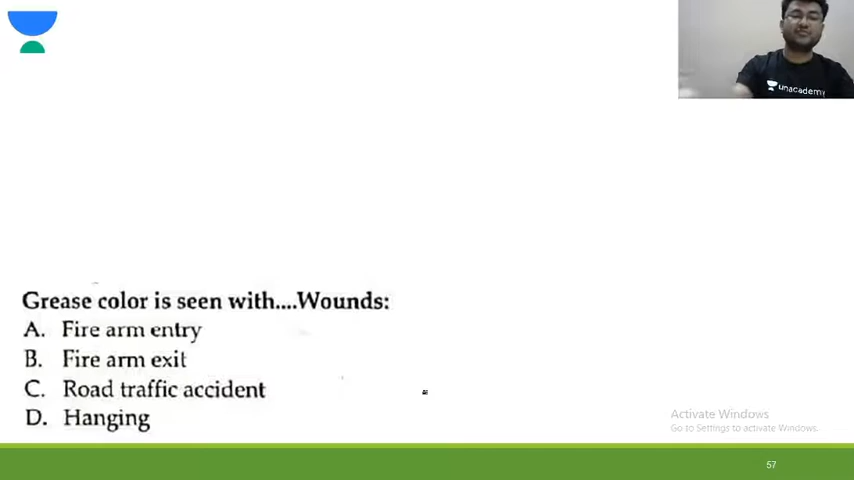 unacademy
Grease color is seen with....Wounds:
A. Fire arm entry
B. Fire arm exit
C. Road traffic accident
D. Hanging
Activate Windows
Go to Settings to activate Windows.
57